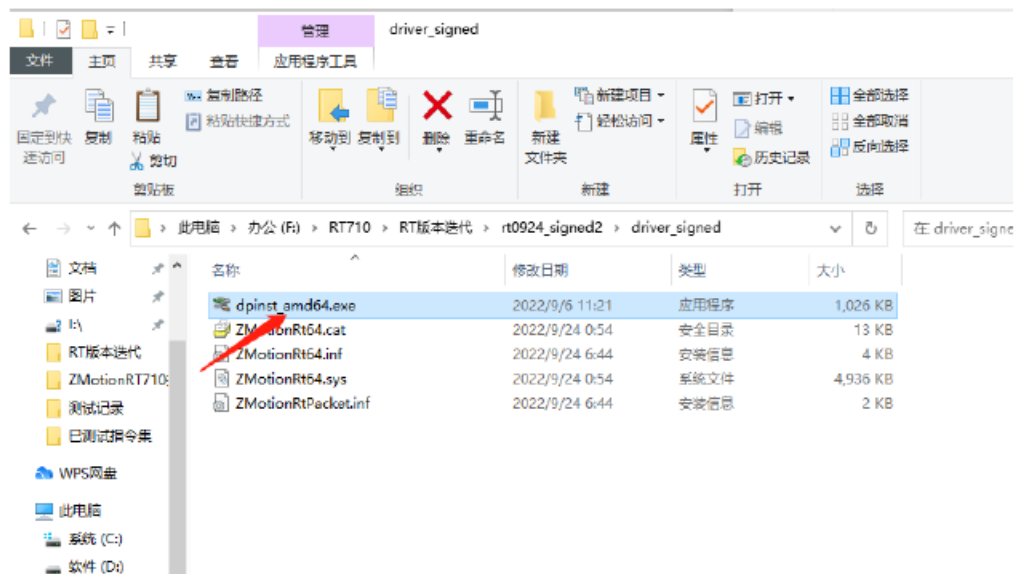 管理 driver_signed
文件 主页 共享 查看 应用程序工具
固定到快速访问
复制
粘贴
复制路径
粘贴快捷方式
剪切
移动到 复制到 删除 重命名
新建文件夹
新建项目
轻松访问
属性
打开
编辑
历史记录
全部选择
全部取消
反向选择
剪贴板 组织 新建 打开 选择
此电脑 > 办公 (F:) > RT710 > RT版本迭代 > rt0924_signed2 > driver_signed
在 driver_signe
名称 修改日期 类型 大小
dpinst_amd64.exe 2022/9/6 11:21 应用程序 1,026 KB
ZMotionRt64.cat 2022/9/24 0:54 安全目录 13 KB
ZMotionRt64.inf 2022/9/24 6:44 安装信息 4 KB
ZMotionRt64.sys 2022/9/24 0:54 系统文件 4,936 KB
ZMotionRtPacket.inf 2022/9/24 6:44 安装信息 2 KB
文档
图片
I:\
RT版本迭代
ZMotionRT710
测试记录
已测试指令集
WPS网盘
此电脑
系统 (C:)
软件 (D:)